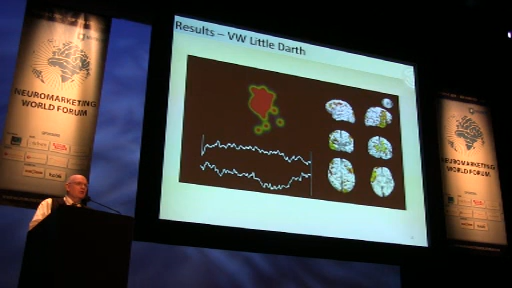 Results – VW Little Darth
NEUROMARKETING
WORLD FORUM
NEUROMARKETING
WORLD FORUM